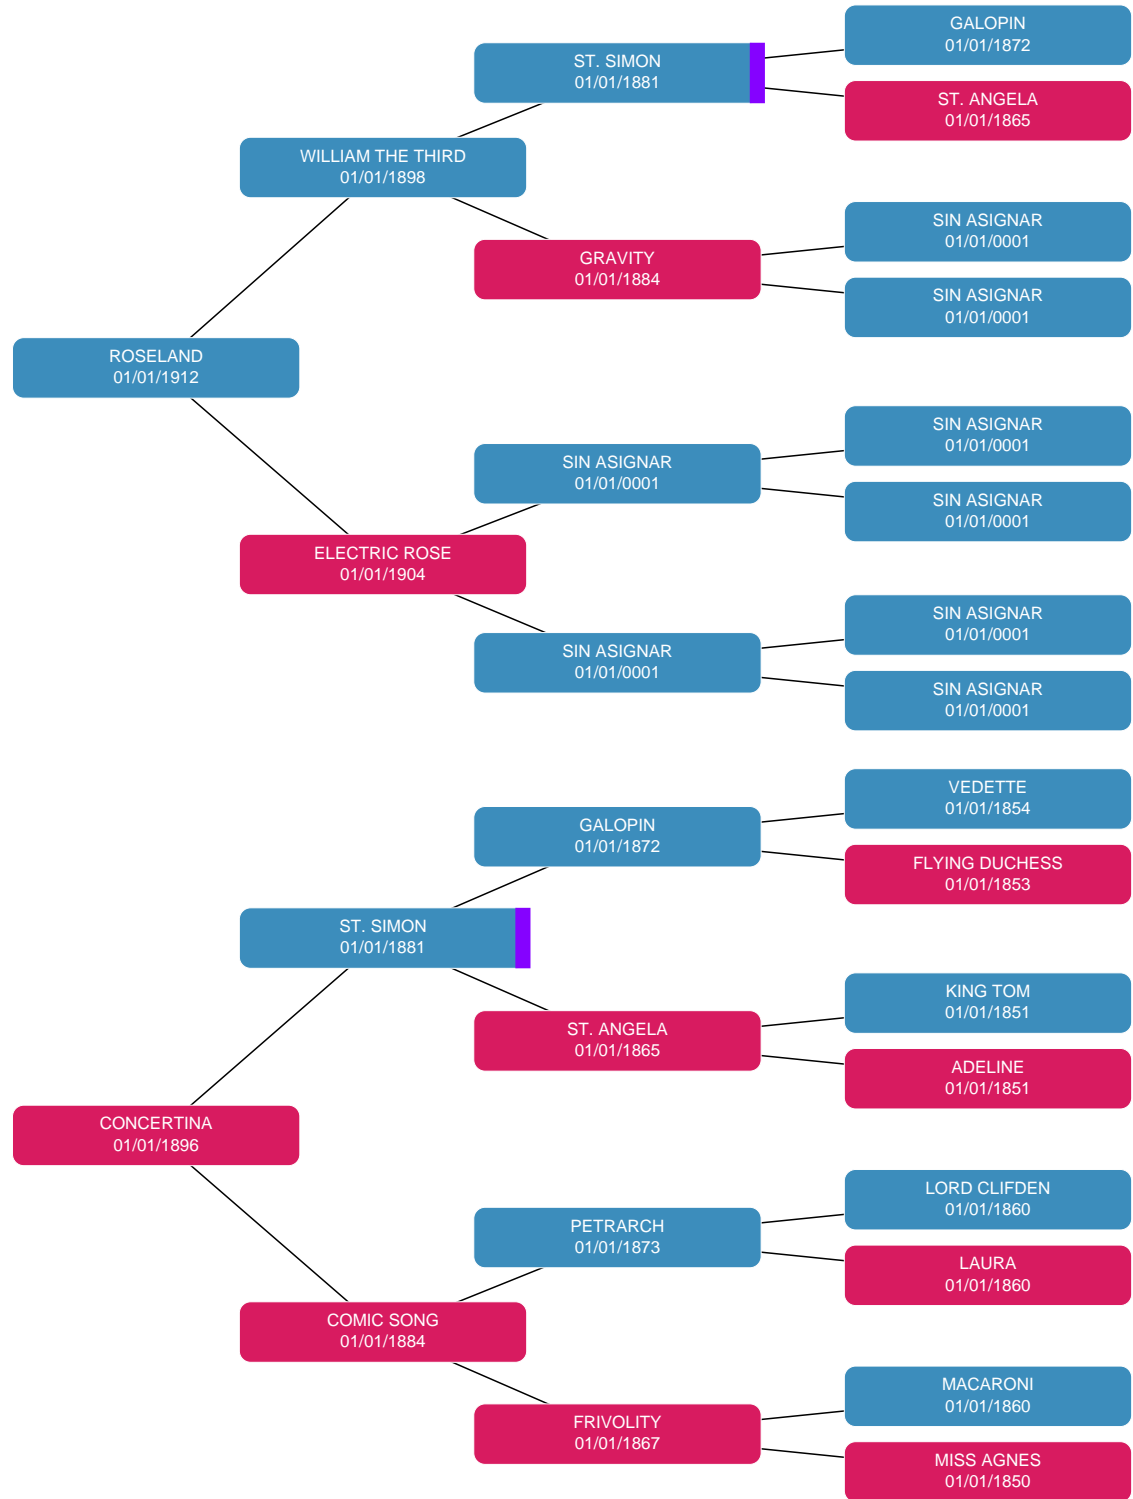 GALOPIN
01/01/1872
ST. SIMON
01/01/1881
ST. ANGELA
01/01/1865
WILLIAM THE THIRD
01/01/1898
SIN ASIGNAR
01/01/0001
GRAVITY
01/01/1884
SIN ASIGNAR
01/01/0001
ROSELAND
01/01/1912
SIN ASIGNAR
01/01/0001
SIN ASIGNAR
01/01/0001
SIN ASIGNAR
01/01/0001
ELECTRIC ROSE
01/01/1904
SIN ASIGNAR
01/01/0001
SIN ASIGNAR
01/01/0001
SIN ASIGNAR
01/01/0001
VEDETTE
01/01/1854
GALOPIN
01/01/1872
FLYING DUCHESS
01/01/1853
ST. SIMON
01/01/1881
KING TOM
01/01/1851
ST. ANGELA
01/01/1865
ADELINE
01/01/1851
CONCERTINA
01/01/1896
LORD CLIFDEN
01/01/1860
PETRARCH
01/01/1873
LAURA
01/01/1860
COMIC SONG
01/01/1884
MACARONI
01/01/1860
FRIVOLITY
01/01/1867
MISS AGNES
01/01/1850